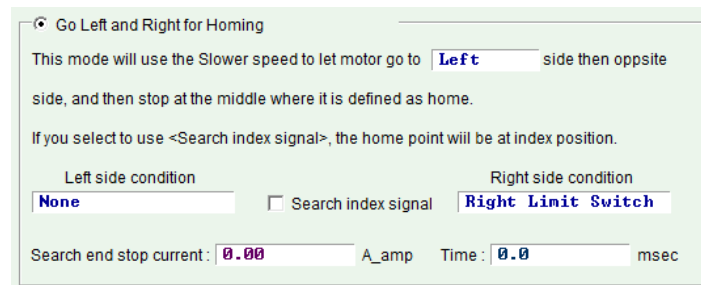 Go Left and Right for Homing
This mode will use the Slower speed to let motor go to Left side then oppsite
side, and then stop at the middle where it is defined as home.
If you select to use <Search index signal>, the home point wiil be at index position.
Left side condition Right side condition
None Search index signal Right Limit Switch
Search end stop current : 0.00 A_amp Time : 0.0 msec